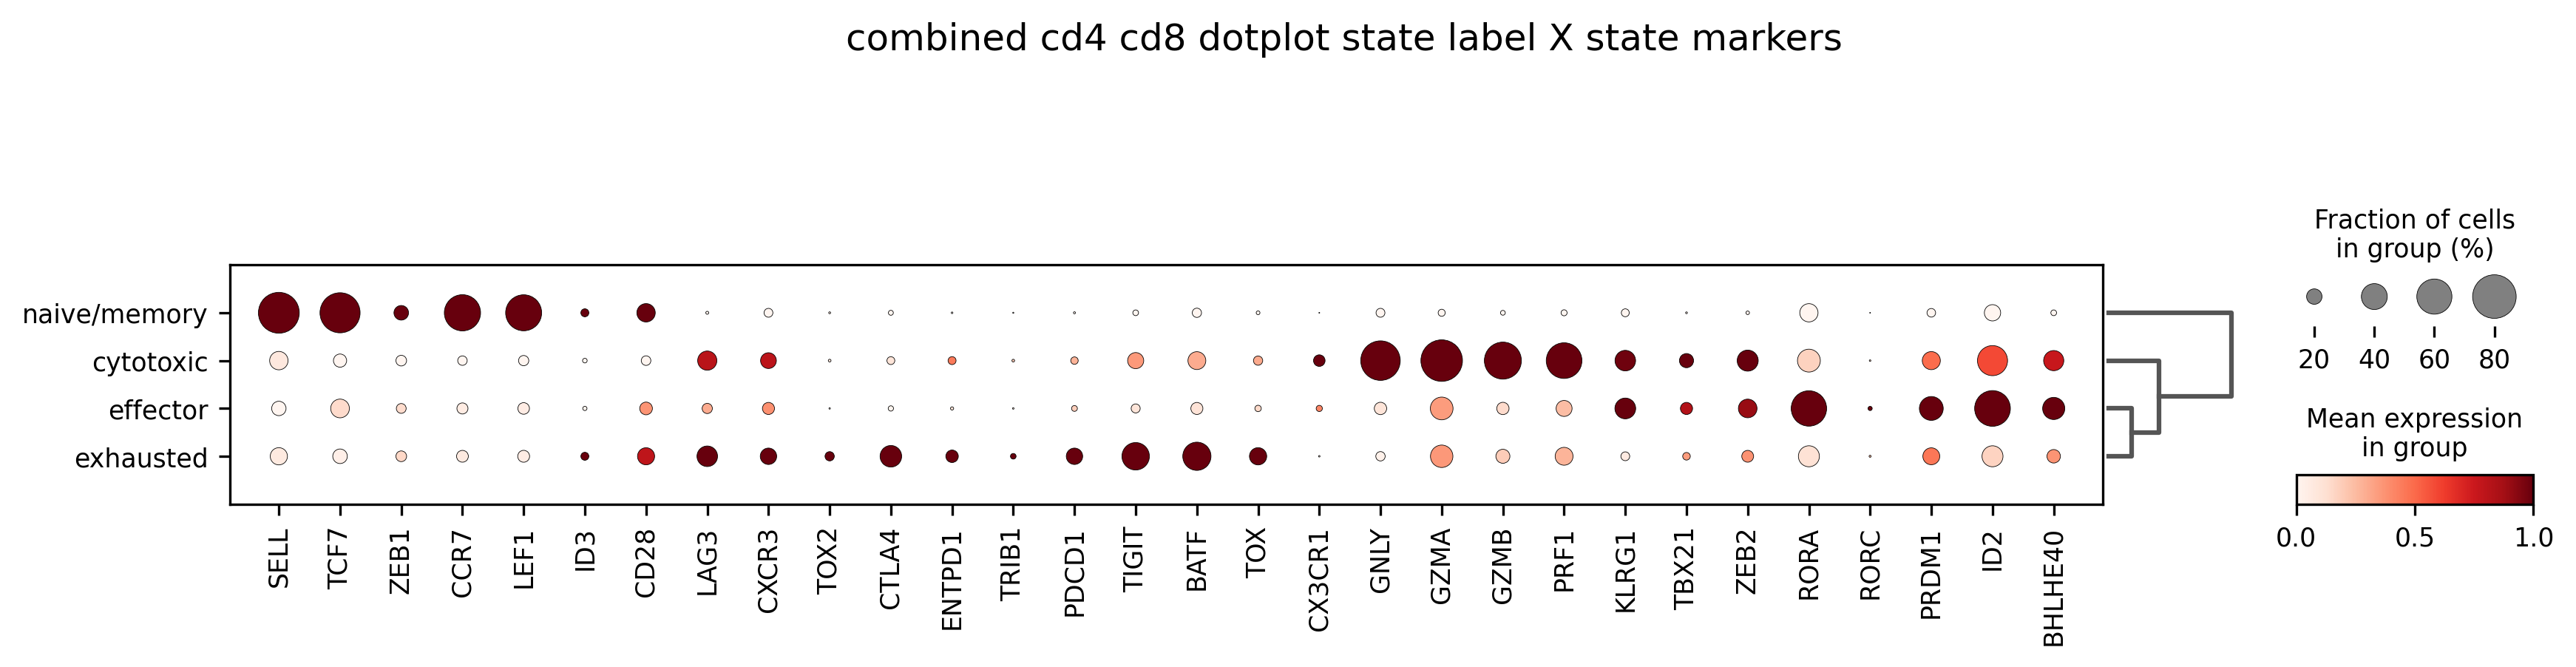 combined cd4 cd8 dotplot state label X state markers
naive/memory
cytotoxic
effector
exhausted
SELL
TCF7
ZEB1
CCR7
LEF1
ID3
CD28
LAG3
CXCR3
TOX2
CTLA4
ENTPD1
TRIB1
PDCD1
TIGIT
BATF
TOX
CX3CR1
GNLY
GZMA
GZMB
PRF1
KLRG1
TBX21
ZEB2
RORA
RORC
PRDM1
ID2
BHLHE40
Fraction of cells
in group (%)
20 40 60 80
Mean expression
in group
0.0 0.5 1.0